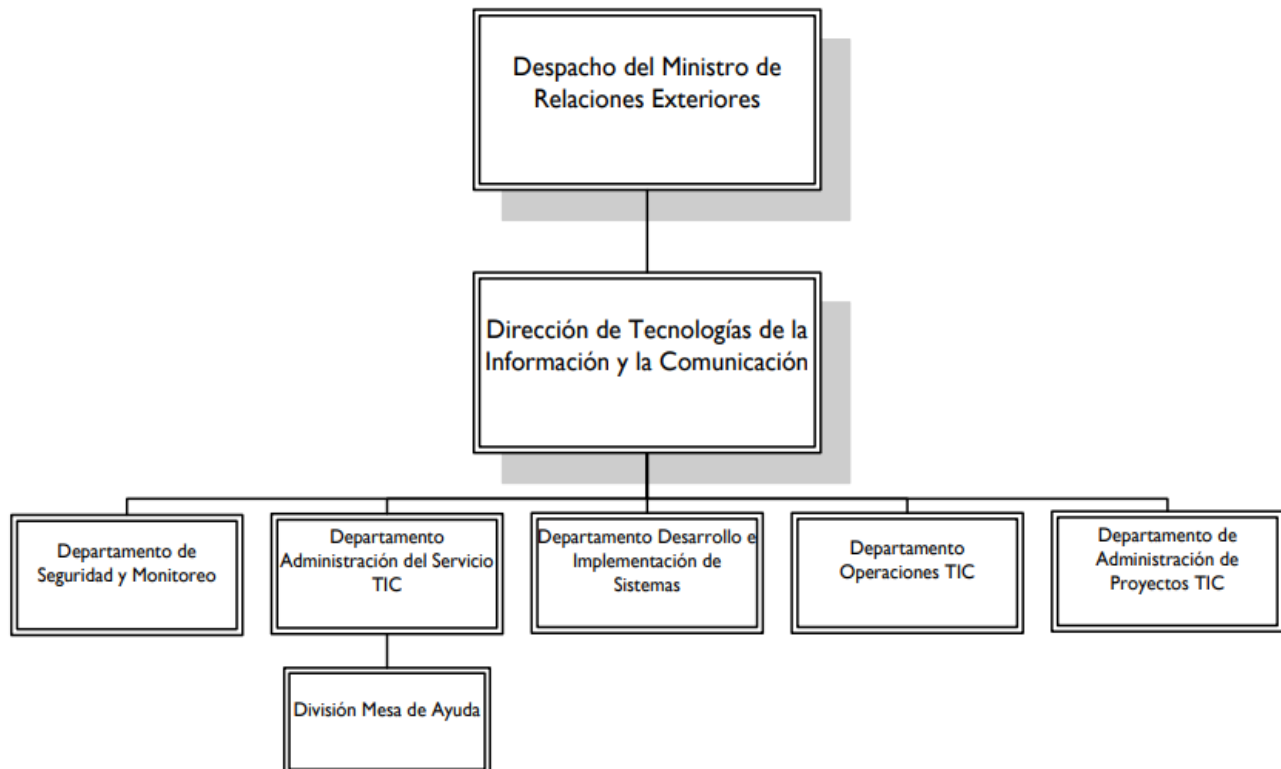 Despacho del Ministro de
Relaciones Exteriores
Dirección de Tecnologías de la
Información y la Comunicación
Departamento de
Seguridad y Monitoreo
Departamento
Administración del Servicio
TIC
Departamento Desarrollo e
Implementación de
Sistemas
Departamento
Operaciones TIC
Departamento de
Administración de
Proyectos TIC
División Mesa de Ayuda